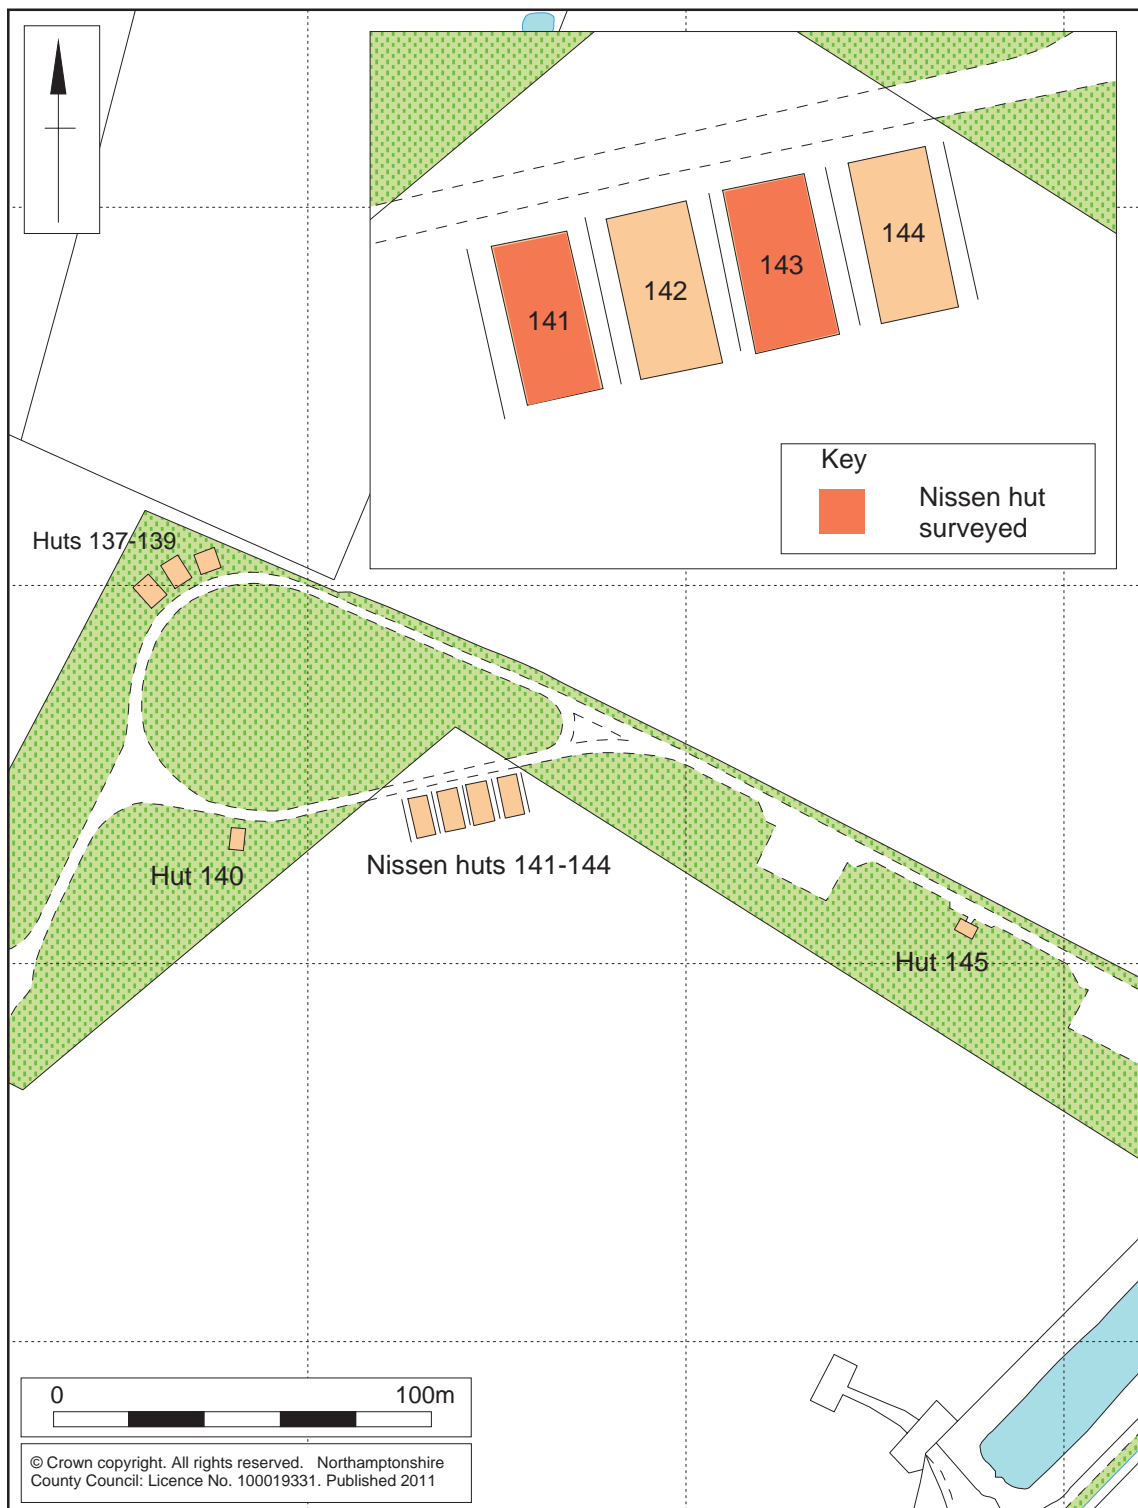 141
142
143
144
Key
Nissen hut
surveyed
Huts 137-139
Hut 140
Nissen huts 141-144
Hut 145
0 100m
© Crown copyright. All rights reserved. Northamptonshire
County Council: Licence No. 100019331. Published 2011